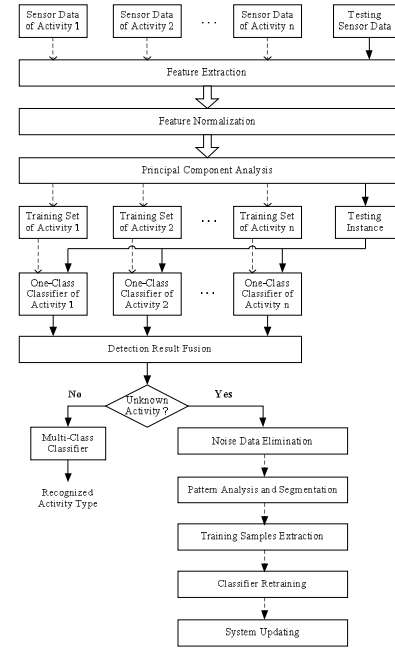 Sensor Data
of Activity 1
Sensor Data
of Activity 2
...
Sensor Data
of Activity n
Testing
Sensor Data
Feature Extraction
Feature Normalization
Principal Component Analysis
Training Set
of Activity 1
Training Set
of Activity 2
...
Training Set
of Activity n
Testing
Instance
One-Class
Classifier of
Activity 1
One-Class
Classifier of
Activity 2
...
One-Class
Classifier of
Activity n
Detection Result Fusion
No
Unknown
Activity?
Yes
Multi-Class
Classifier
Recognized
Activity Type
Noise Data Elimination
Pattern Analysis and Segmentation
Training Samples Extraction
Classifier Retraining
System Updating